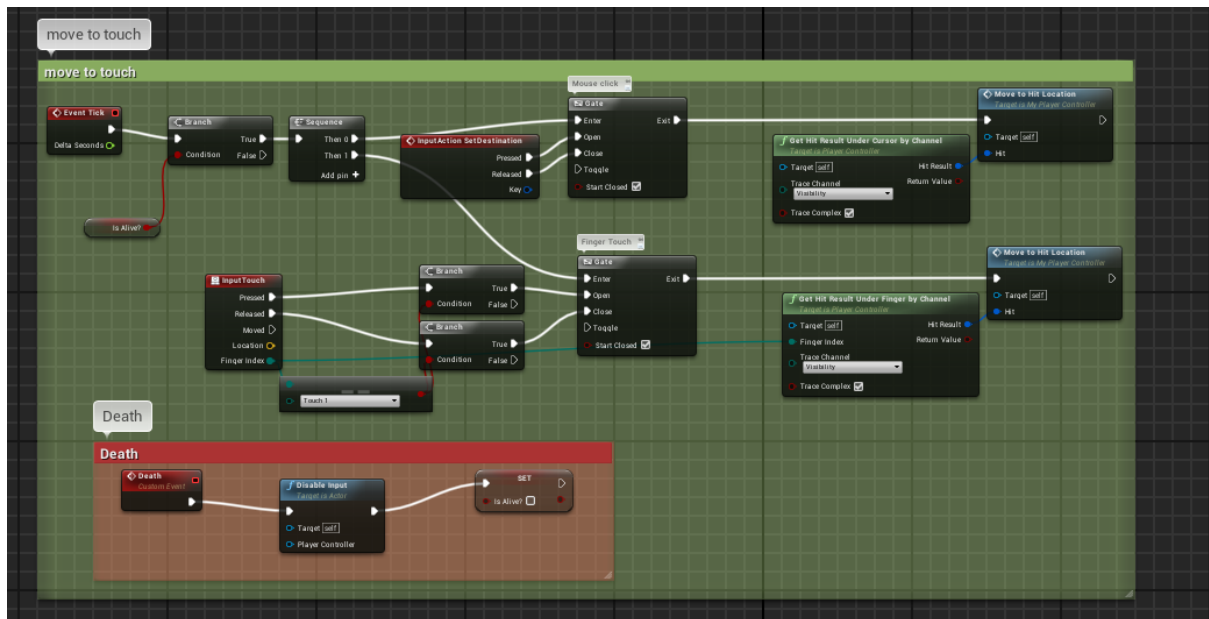 move to touch
move to touch
Event Tick
Delta Seconds
Branch
True
Condition
False
Sequence
Then 0
Then 1
Add pin +
Is Alive?
InputAction SetDestination
Pressed
Released
Key
Mouse click
Gate
Enter
Exit
Open
Close
Toggle
Start Closed
Get Hit Result Under Cursor by Channel
Target is Player Controller
Target self
Hit Result
Trace Channel
Return Value
Visibility
Trace Complex
Move to Hit Location
Target is My Player Controller
Target self
Hit
InputTouch
Pressed
Released
Moved
Location
Finger Index
Branch
True
Condition
False
Branch
True
Condition
False
Touch 1
Finger Touch
Gate
Enter
Exit
Open
Close
Toggle
Start Closed
Get Hit Result Under Finger by Channel
Target is Player Controller
Target self
Hit Result
Finger Index
Return Value
Trace Channel
Visibility
Trace Complex
Move to Hit Location
Target is My Player Controller
Target self
Hit
Death
Death
Death
Custom Event
Disable Input
Target is Actor
Target self
Player Controller
SET
Is Alive?